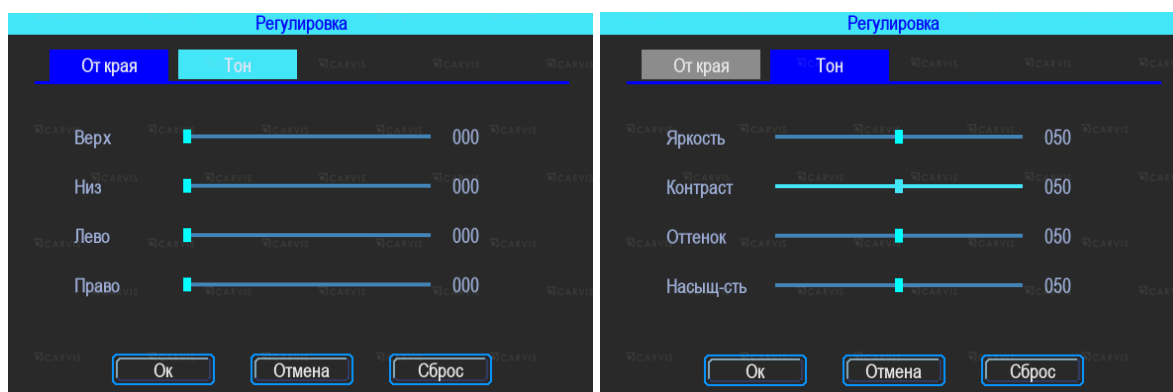 Регулировка
От края Тон
Верх 000
Низ 000
Лево 000
Право 000
Ок Отмена Сброс
Регулировка
От края Тон
Яркость 050
Контраст 050
Оттенок 050
Насыщ-сть 050
Ок Отмена Сброс
CARVIS